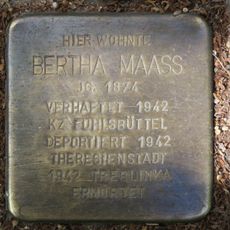 HIER WOHNTE
BERTHA MAASS
JG. 1874
VERHAFTET 1942
KZ FUHLSBÜTTEL
DEPORTIERT 1942
THERESIENSTADT
1942 TREBLINKA
ERMORDET